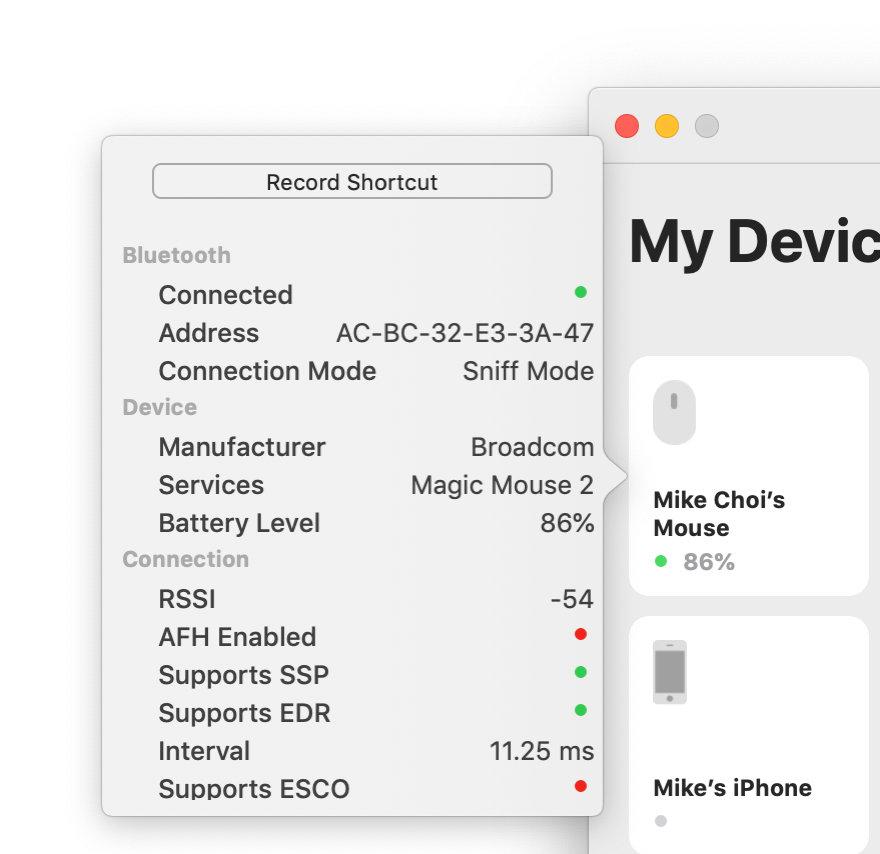 Record Shortcut
Bluetooth
Connected
Address AC-BC-32-E3-3A-47
Connection Mode Sniff Mode
Device
Manufacturer Broadcom
Services Magic Mouse 2
Battery Level 86%
Connection
RSSI -54
AFH Enabled
Supports SSP
Supports EDR
Interval 11.25 ms
Supports ESCO
My Devic
Mike Choi’s
Mouse
86%
Mike’s iPhone